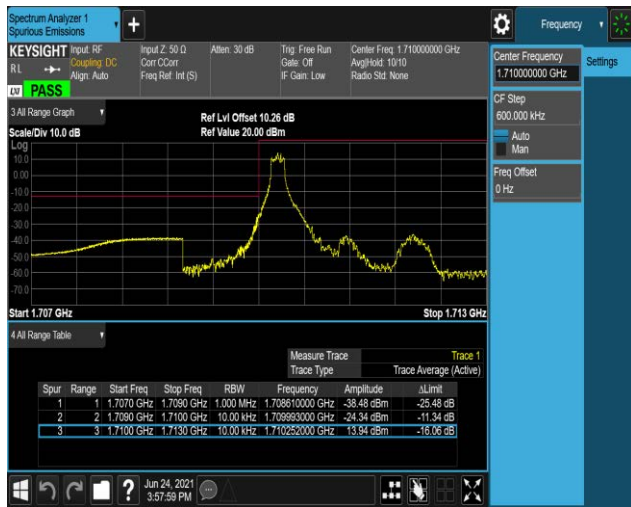 Spectrum Analyzer 1
Spurious Emissions
Frequency
KEYSIGHT Input: RF Input Z: 50 Ω Atten: 30 dB Trig: Free Run Center Freq: 1.710000000 GHz
RL Coupling: DC Corr CCorr Gate: Off Avg|Hold: 10/10
Align: Auto Freq Ref: Int (S) IF Gain: Low Radio Std: None
LXI PASS
Center Frequency
1.710000000 GHz
Settings
CF Step
600.000 kHz
Auto
Man
Freq Offset
0 Hz
3 All Range Graph
Ref Lvl Offset 10.26 dB
Scale/Div 10.0 dB Ref Value 20.00 dBm
Log
10.0
0.00
-10.0
-20.0
-30.0
-40.0
-50.0
-60.0
-70.0
Start 1.707 GHz Stop 1.713 GHz
4 All Range Table
Measure Trace Trace 1
Trace Type Trace Average (Active)
Spur Range Start Freq Stop Freq RBW Frequency Amplitude ΔLimit
1 1 1.7070 GHz 1.7090 GHz 1.000 MHz 1.708610000 GHz -38.48 dBm -25.48 dB
2 2 1.7090 GHz 1.7100 GHz 10.00 kHz 1.709993000 GHz -24.34 dBm -11.34 dB
3 3 1.7100 GHz 1.7130 GHz 10.00 kHz 1.710252000 GHz 13.94 dBm -16.06 dB
Jun 24, 2021
3:57:59 PM